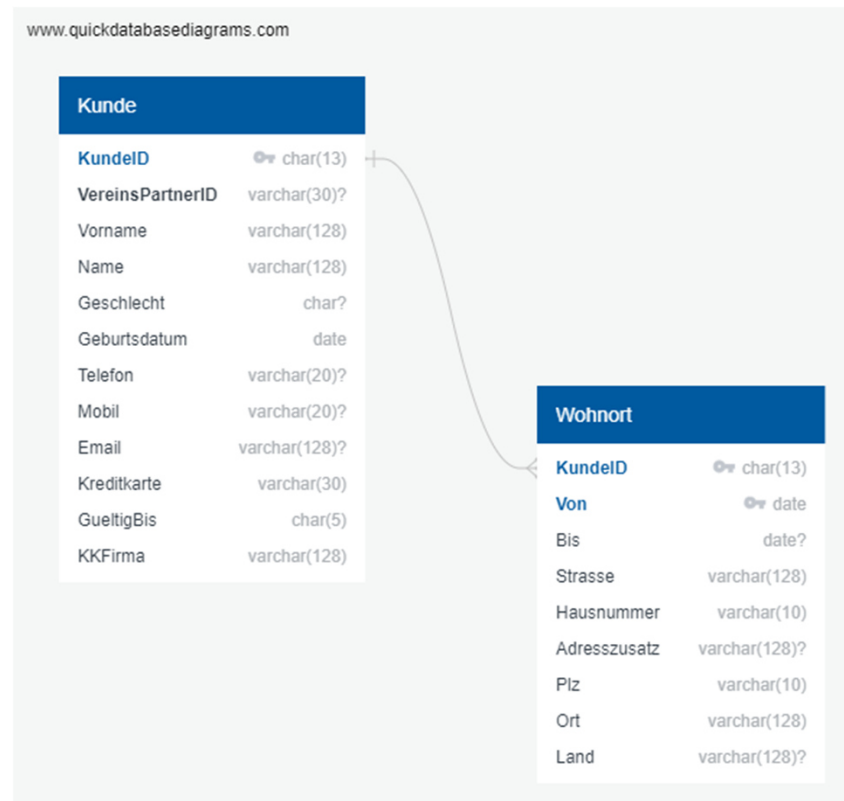 www.quickdatabasediagrams.com
Kunde
KundeID char(13)
VereinsPartnerID varchar(30)?
Vorname varchar(128)
Name varchar(128)
Geschlecht char?
Geburtsdatum date
Telefon varchar(20)?
Mobil varchar(20)?
Email varchar(128)?
Kreditkarte varchar(30)
GueltigBis char(5)
KKFirma varchar(128)
Wohnort
KundeID char(13)
Von date
Bis date?
Strasse varchar(128)
Hausnummer varchar(10)
Adresszusatz varchar(128)?
Plz varchar(10)
Ort varchar(128)
Land varchar(128)?